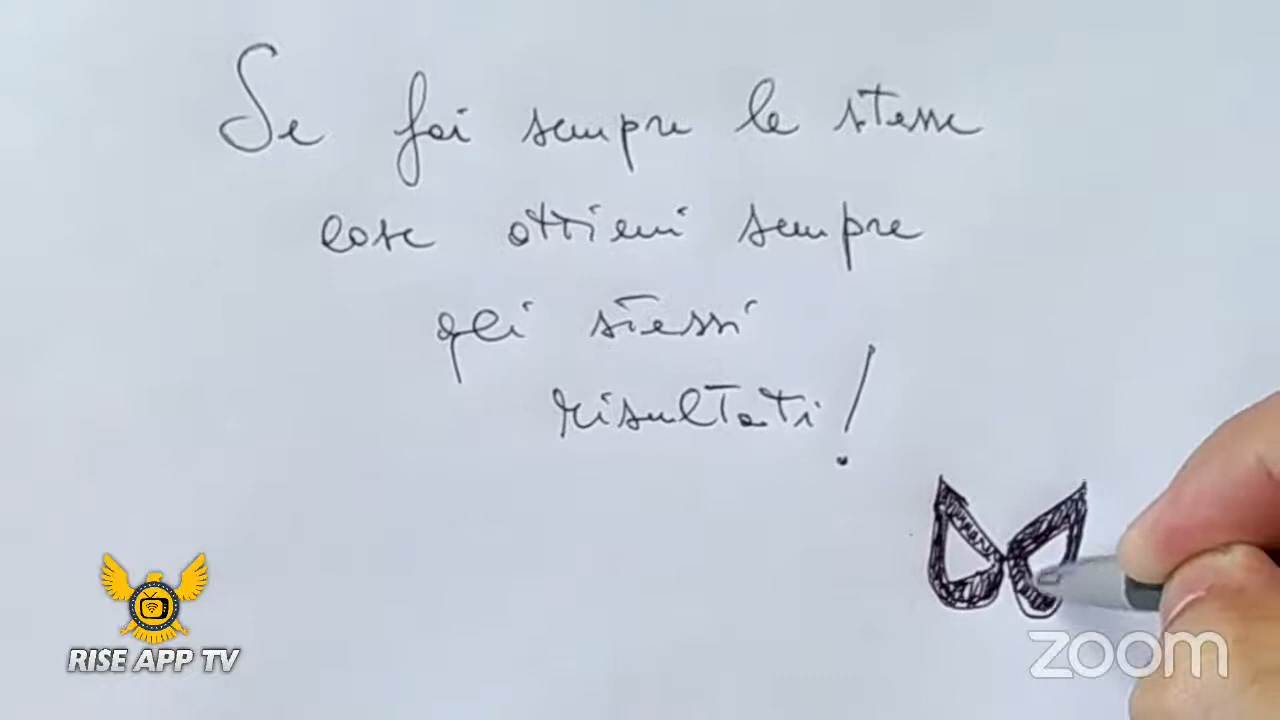 Se fai sempre le stesse
cose ottieni sempre
gli stessi
risultati!
RISE APP TV
zoom